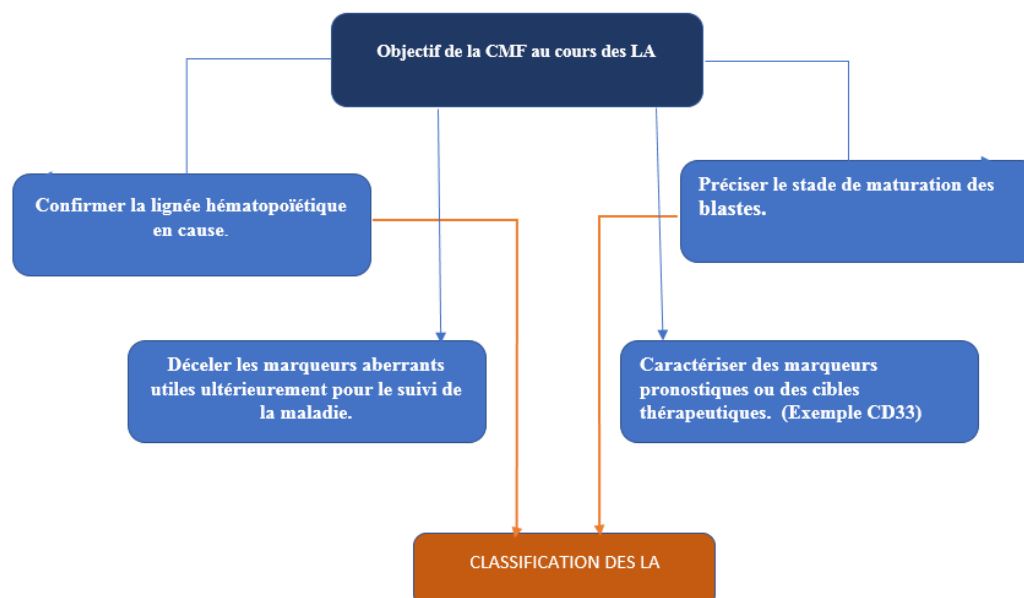 Objectif de la CMF au cours des LA
Confirmer la lignée hématopoïétique
en cause.
Préciser le stade de maturation des
blastes.
Déceler les marqueurs aberrants
utiles ultérieurement pour le suivi de
la maladie.
Caractériser des marqueurs
pronostiques ou des cibles
thérapeutiques. (Exemple CD33)
CLASSIFICATION DES LA